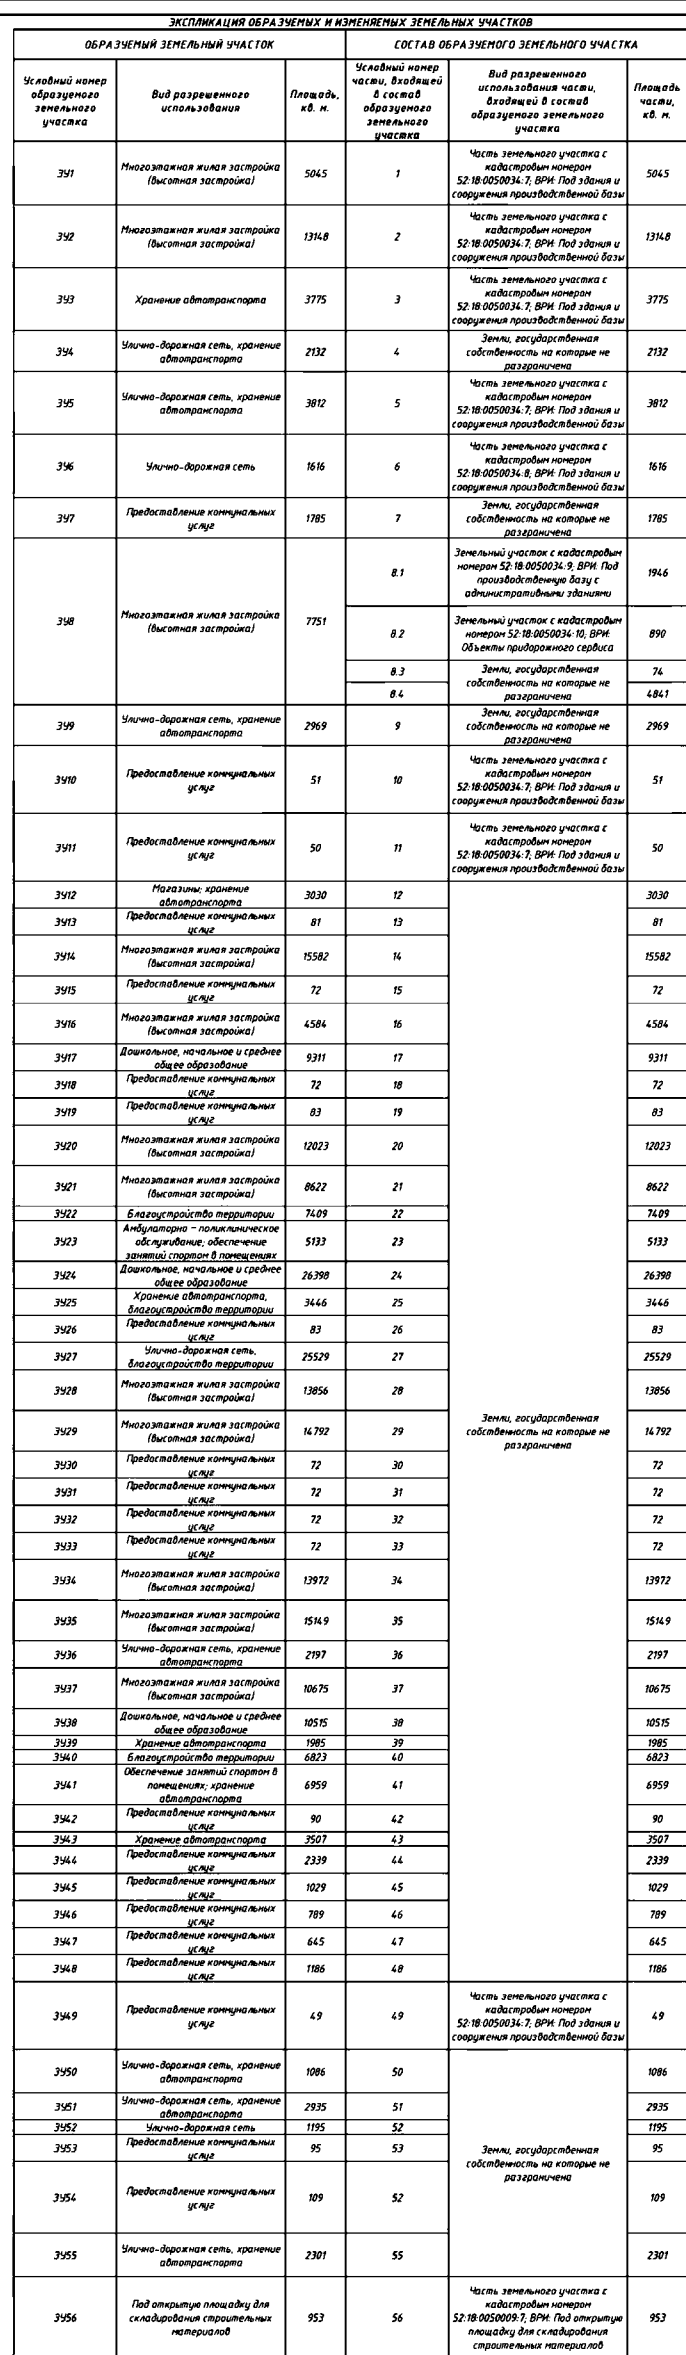 ЭКСПЛИКАЦИЯ ОБРАЗУЕМЫХ И ИЗМЕНЯЕМЫХ ЗЕМЕЛЬНЫХ УЧАСТКОВ
ОБРАЗУЕМЫЙ ЗЕМЕЛЬНЫЙ УЧАСТОК
СОСТАВ ОБРАЗУЕМОГО ЗЕМЕЛЬНОГО УЧАСТКА
Условный номер
образуемого
земельного
участка
Вид разрешенного
использования
Площадь,
кв. м.
Условный номер
части, входящей
в состав
образуемого
земельного
участка
Вид разрешенного
использования части,
входящей в состав
образуемого земельного
участка
Площадь
части,
кв. м.
ЗУ1
Многоэтажная жилая застройка
(высотная застройка)
5045
1
Часть земельного участка с
кадастровым номером
52:18:0050034:7; ВРИ: Под здания и
сооружения производственной базы
5045
ЗУ2
Многоэтажная жилая застройка
(высотная застройка)
13148
2
Часть земельного участка с
кадастровым номером
52:18:0050034:7; ВРИ: Под здания и
сооружения производственной базы
13148
ЗУ3
Хранение автотранспорта
3775
3
Часть земельного участка с
кадастровым номером
52:18:0050034:7; ВРИ: Под здания и
сооружения производственной базы
3775
ЗУ4
Улично-дорожная сеть, хранение
автотранспорта
2132
4
Земли, государственная
собственность на которые не
разграничена
2132
ЗУ5
Улично-дорожная сеть, хранение
автотранспорта
3812
5
Часть земельного участка с
кадастровым номером
52:18:0050034:7; ВРИ: Под здания и
сооружения производственной базы
3812
ЗУ6
Улично-дорожная сеть
1616
6
Часть земельного участка с
кадастровым номером
52:18:0050034:8; ВРИ: Под здания и
сооружения производственной базы
1616
ЗУ7
Предоставление коммунальных
услуг
1785
7
Земли, государственная
собственность на которые не
разграничена
1785
ЗУ8
Многоэтажная жилая застройка
(высотная застройка)
7751
8.1
Земельный участок с кадастровым
номером 52:18:0050034:9; ВРИ: Под
производственную базу с
административными зданиями
1946
8.2
Земельный участок с кадастровым
номером 52:18:0050034:10; ВРИ:
Объекты придорожного сервиса
890
8.3
Земли, государственная
собственность на которые не
разграничена
74
8.4
4841
ЗУ9
Улично-дорожная сеть, хранение
автотранспорта
2969
9
Земли, государственная
собственность на которые не
разграничена
2969
ЗУ10
Предоставление коммунальных
услуг
51
10
Часть земельного участка с
кадастровым номером
52:18:0050034:7; ВРИ: Под здания и
сооружения производственной базы
51
ЗУ11
Предоставление коммунальных
услуг
50
11
Часть земельного участка с
кадастровым номером
52:18:0050034:7; ВРИ: Под здания и
сооружения производственной базы
50
ЗУ12
Магазины; хранение
автотранспорта
3030
12
3030
ЗУ13
Предоставление коммунальных
услуг
81
13
81
ЗУ14
Многоэтажная жилая застройка
(высотная застройка)
15582
14
15582
ЗУ15
Предоставление коммунальных
услуг
72
15
72
ЗУ16
Многоэтажная жилая застройка
(высотная застройка)
4584
16
4584
ЗУ17
Дошкольное, начальное и среднее
общее образование
9311
17
9311
ЗУ18
Предоставление коммунальных
услуг
72
18
72
ЗУ19
Предоставление коммунальных
услуг
83
19
83
ЗУ20
Многоэтажная жилая застройка
(высотная застройка)
12023
20
12023
ЗУ21
Многоэтажная жилая застройка
(высотная застройка)
8622
21
8622
ЗУ22
Благоустройство территории
7409
22
7409
ЗУ23
Амбулаторно - поликлиническое
обслуживание; обеспечение
занятий спортом в помещениях
5133
23
5133
ЗУ24
Дошкольное, начальное и среднее
общее образование
26398
24
26398
ЗУ25
Хранение автотранспорта,
благоустройство территории
3446
25
3446
ЗУ26
Предоставление коммунальных
услуг
83
26
83
ЗУ27
Улично-дорожная сеть,
благоустройство территории
25529
27
25529
ЗУ28
Многоэтажная жилая застройка
(высотная застройка)
13856
28
13856
ЗУ29
Многоэтажная жилая застройка
(высотная застройка)
14792
29
Земли, государственная
собственность на которые не
разграничена
14792
ЗУ30
Предоставление коммунальных
услуг
72
30
72
ЗУ31
Предоставление коммунальных
услуг
72
31
72
ЗУ32
Предоставление коммунальных
услуг
72
32
72
ЗУ33
Предоставление коммунальных
услуг
72
33
72
ЗУ34
Многоэтажная жилая застройка
(высотная застройка)
13972
34
13972
ЗУ35
Многоэтажная жилая застройка
(высотная застройка)
15149
35
15149
ЗУ36
Улично-дорожная сеть, хранение
автотранспорта
2197
36
2197
ЗУ37
Многоэтажная жилая застройка
(высотная застройка)
10675
37
10675
ЗУ38
Дошкольное, начальное и среднее
общее образование
10515
38
10515
ЗУ39
Хранение автотранспорта
1985
39
1985
ЗУ40
Благоустройство территории
6823
40
6823
ЗУ41
Обеспечение занятий спортом в
помещениях; хранение
автотранспорта
6959
41
6959
ЗУ42
Предоставление коммунальных
услуг
90
42
90
ЗУ43
Хранение автотранспорта
3507
43
3507
ЗУ44
Предоставление коммунальных
услуг
2339
44
2339
ЗУ45
Предоставление коммунальных
услуг
1029
45
1029
ЗУ46
Предоставление коммунальных
услуг
789
46
789
ЗУ47
Предоставление коммунальных
услуг
645
47
645
ЗУ48
Предоставление коммунальных
услуг
1186
48
1186
ЗУ49
Предоставление коммунальных
услуг
49
49
Часть земельного участка с
кадастровым номером
52:18:0050034:7; ВРИ: Под здания и
сооружения производственной базы
49
ЗУ50
Улично-дорожная сеть, хранение
автотранспорта
1086
50
1086
ЗУ51
Улично-дорожная сеть, хранение
автотранспорта
2935
51
2935
ЗУ52
Улично-дорожная сеть
1195
52
1195
ЗУ53
Предоставление коммунальных
услуг
95
53
Земли, государственная
собственность на которые не
разграничена
95
ЗУ54
Предоставление коммунальных
услуг
109
52
109
ЗУ55
Улично-дорожная сеть, хранение
автотранспорта
2301
55
2301
ЗУ56
Под открытую площадку для
складирования строительных
материалов
953
56
Часть земельного участка с
кадастровым номером
52:18:0050009:7; ВРИ: Под открытую
площадку для складирования
строительных материалов
953